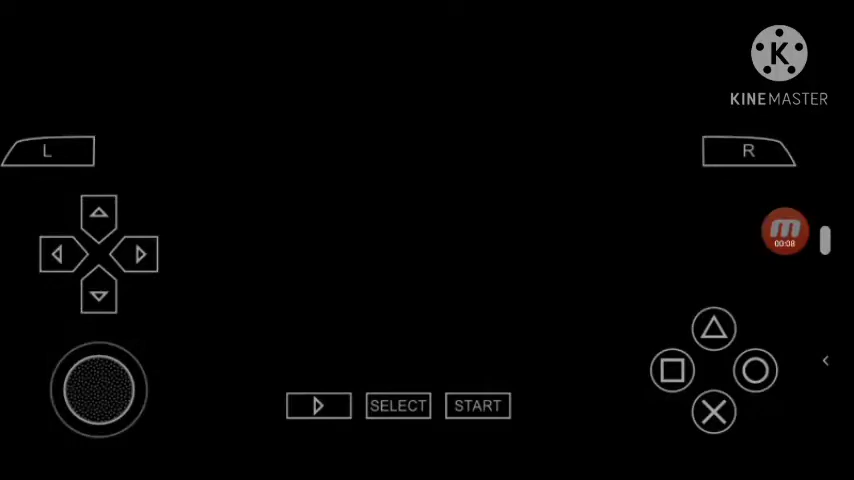 K
KINEMASTER
L
R
m
00:08
SELECT
START